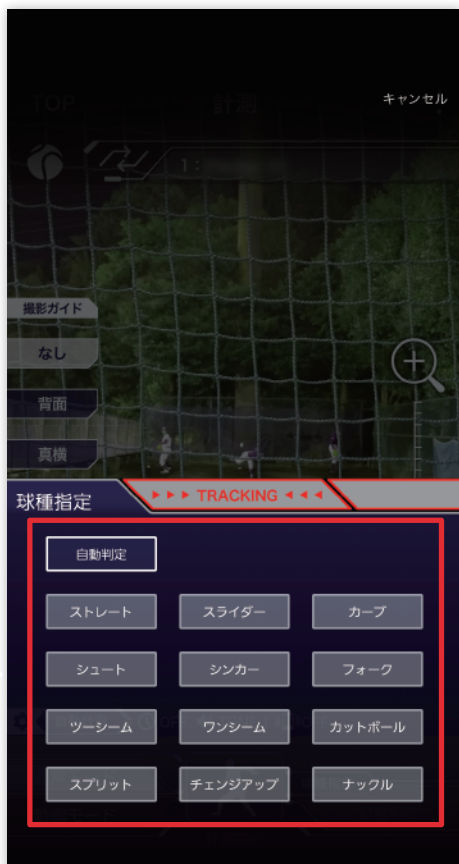 キャンセル
TOP
計測
1:
撮影ガイド
なし
背面
真横
球種指定
TRACKING
自動判定
ストレート
スライダー
カーブ
シュート
シンカー
フォーク
ツーシーム
ワンシーム
カットボール
スプリット
チェンジアップ
ナックル